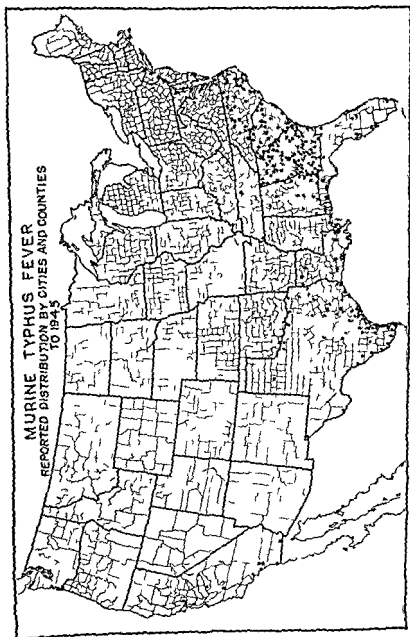 MURINE TYPHUS FEVER
REPORTED DISTRIBUTION BY CITIES AND COUNTIES
TO 1945